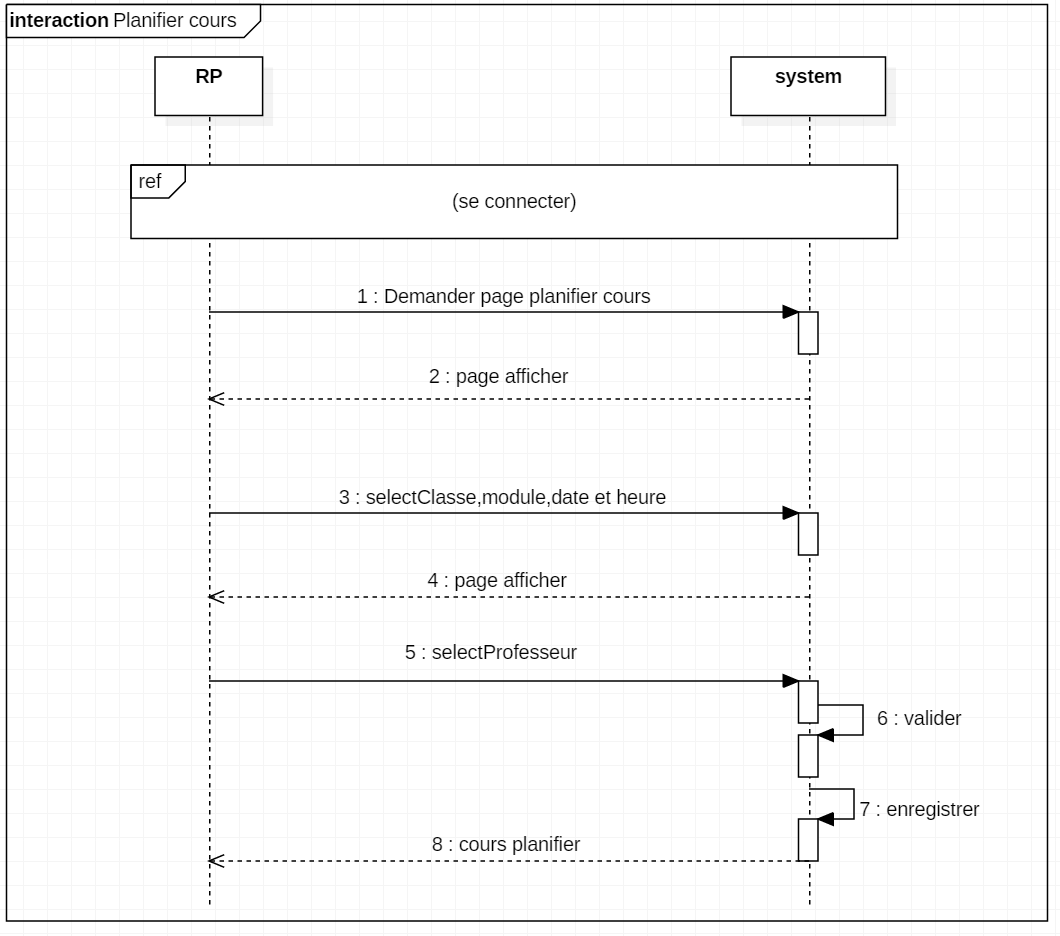 interaction Planifier cours
RP
system
ref
(se connecter)
1 : Demander page planifier cours
2 : page afficher
3 : selectClasse,module,date et heure
4 : page afficher
5 : selectProfesseur
6 : valider
7 : enregistrer
8 : cours planifier